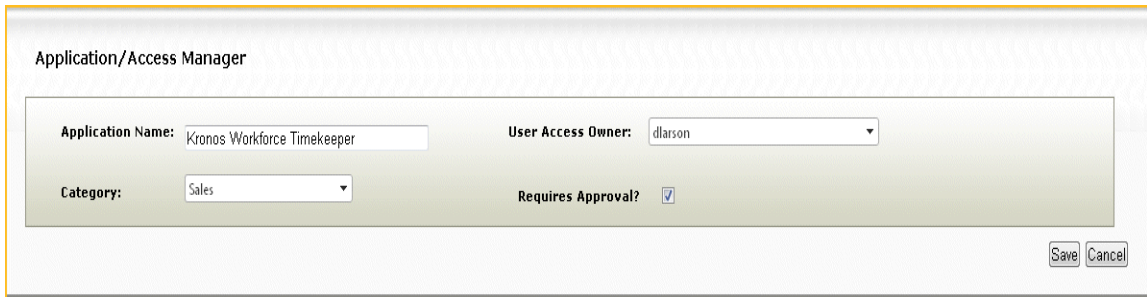 Application/Access Manager
Application Name: Kronos Workforce Timekeeper User Access Owner: dlarson
Category: Sales Requires Approval?
Save Cancel